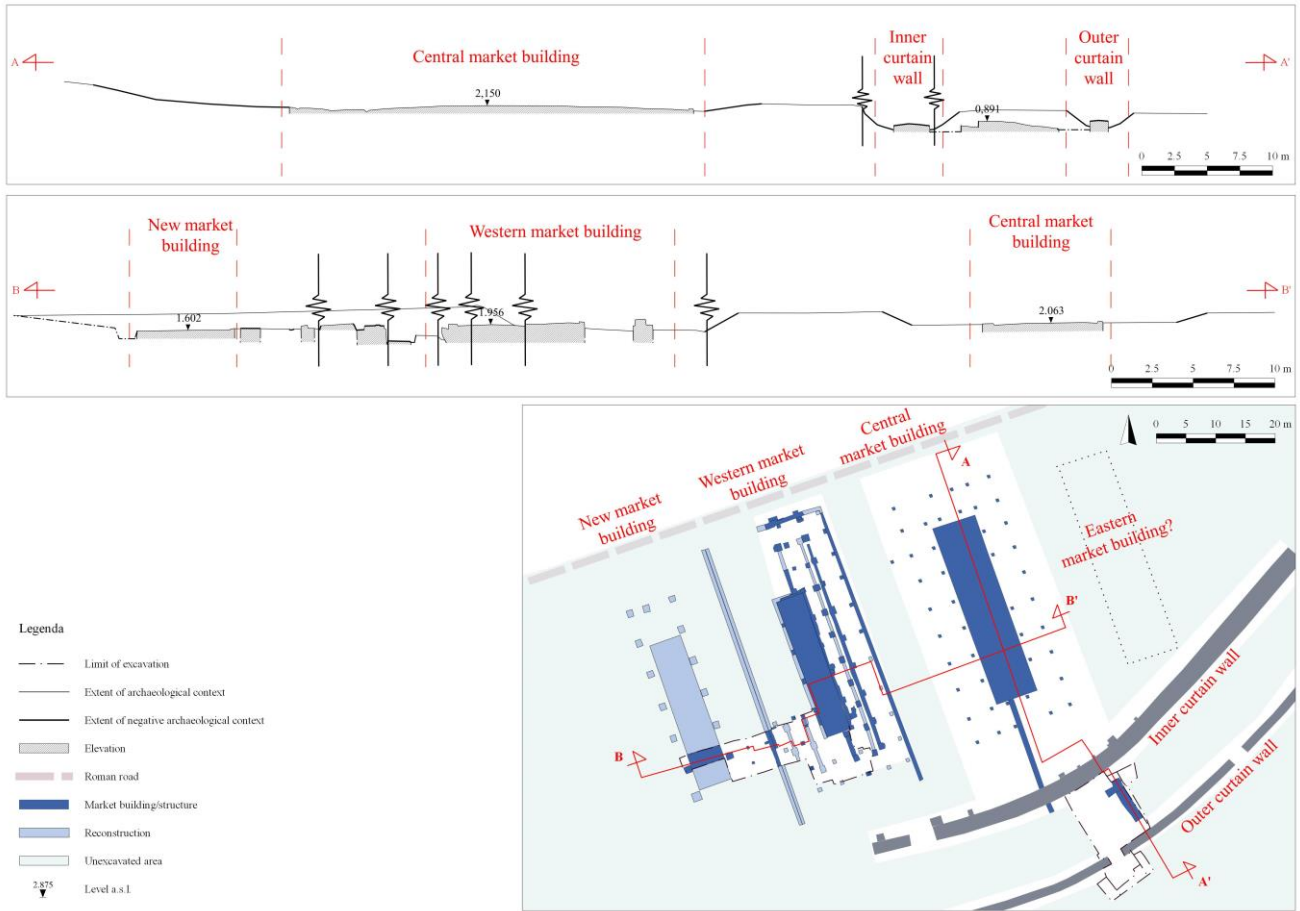 A
Central market building
Inner
curtain
wall
Outer
curtain
wall
A'
2,150
0,891
0 2.5 5 7.5 10 m
New market
building
Western market building
Central market
building
B
B'
1.602
1.956
2.063
0 2.5 5 7.5 10 m
Central
market building
Western market
building
New market
building
0 5 10 15 20 m
A
Eastern
market building?
B'
B
Inner curtain wall
Outer curtain wall
A'
Legenda
Limit of excavation
Extent of archaeological context
Extent of negative archaeological context
Elevation
Roman road
Market building/structure
Reconstruction
Unexcavated area
2.875
Level a.s.l.